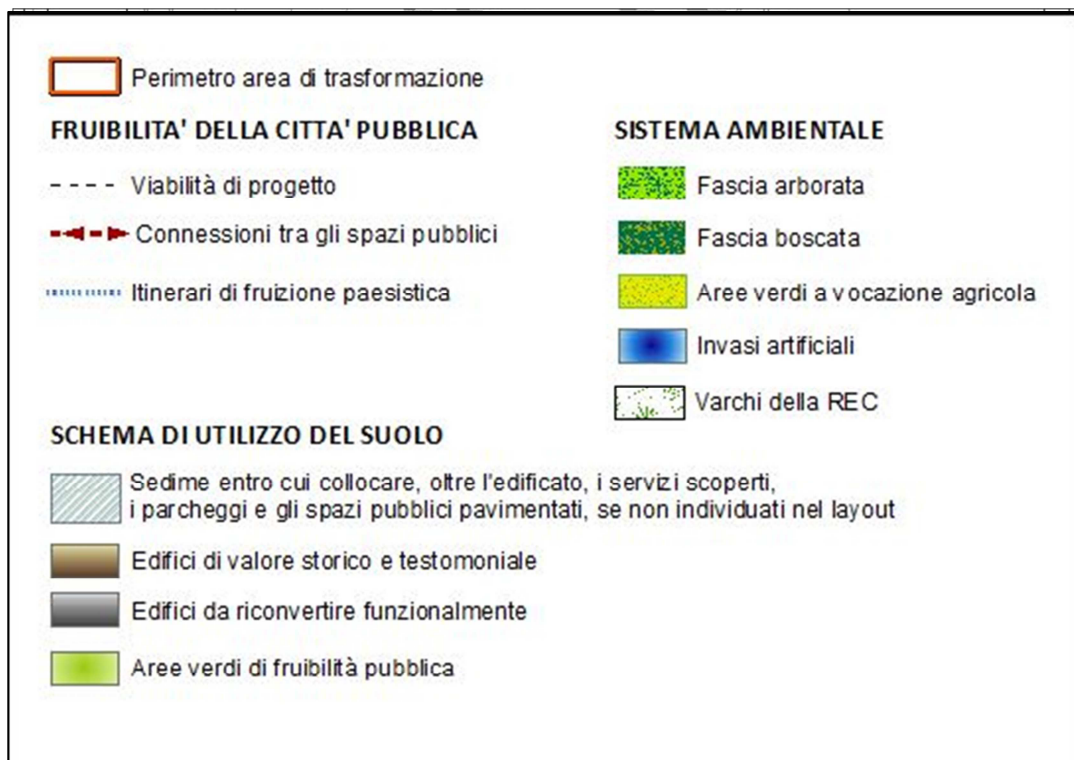 Perimetro area di trasformazione
FRUIBILITA' DELLA CITTA' PUBBLICA
Viabilità di progetto
Connessioni tra gli spazi pubblici
Itinerari di fruizione paesistica
SISTEMA AMBIENTALE
Fascia arborata
Fascia boscata
Aree verdi a vocazione agricola
Invasi artificiali
Varchi della REC
SCHEMA DI UTILIZZO DEL SUOLO
Sedime entro cui collocare, oltre l'edificato, i servizi scoperti,
i parcheggi e gli spazi pubblici pavimentati, se non individuati nel layout
Edifici di valore storico e testomoniale
Edifici da riconvertire funzionalmente
Aree verdi di fruibilità pubblica